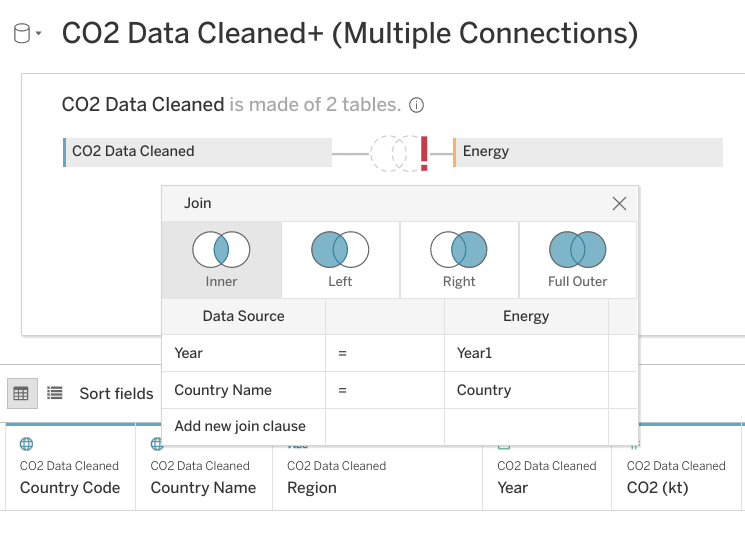 CO2 Data Cleaned+ (Multiple Connections)
CO2 Data Cleaned is made of 2 tables.
CO2 Data Cleaned
Energy
Join
Inner
Left
Right
Full Outer
Data Source
Energy
Year = Year1
Country Name = Country
Add new join clause
Sort fields
CO2 Data Cleaned
Country Code
CO2 Data Cleaned
Country Name
CO2 Data Cleaned
Region
CO2 Data Cleaned
Year
CO2 Data Cleaned
CO2 (kt)